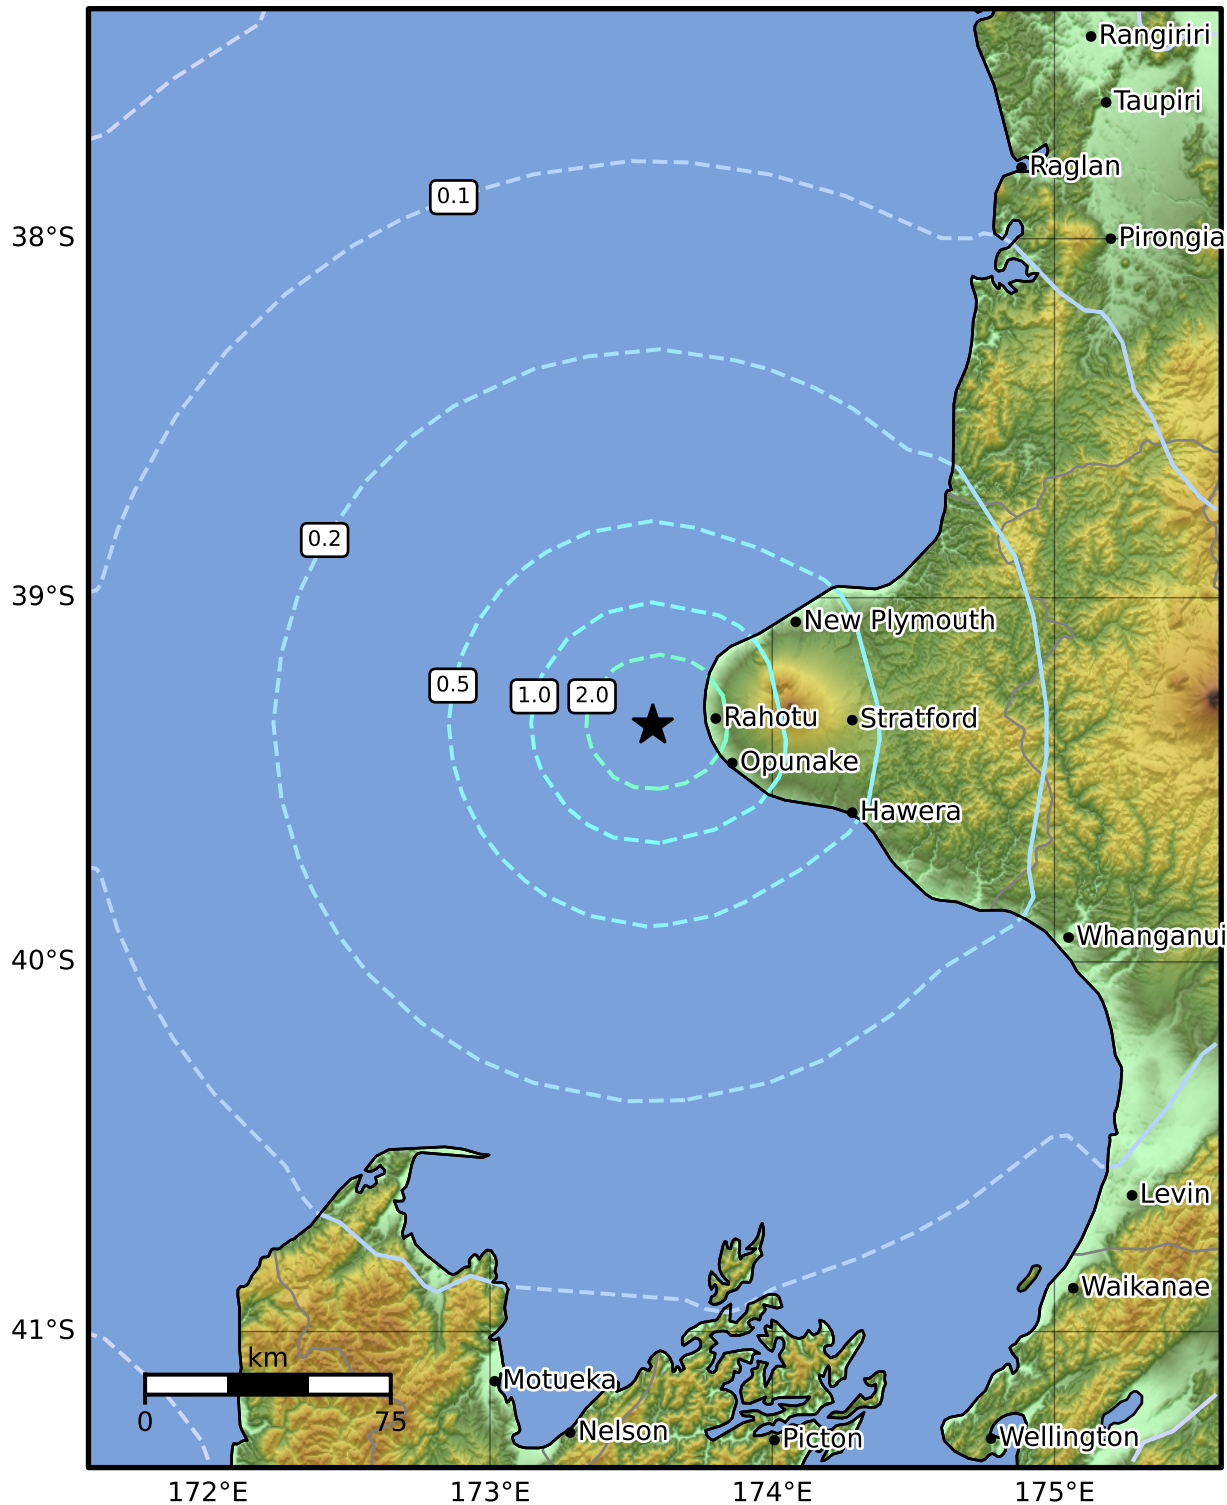 Rangiriri
Taupiri
Raglan
0.1
38°S
Pirongia
0.2
39°S
New Plymouth
0.5
1.0
2.0
Rahotu
Stratford
Opunake
Hawera
Whanganui
40°S
Levin
Waikanae
41°S
km
Motueka
0
75
Nelson
Picton
Wellington
172°E
173°E
174°E
175°E